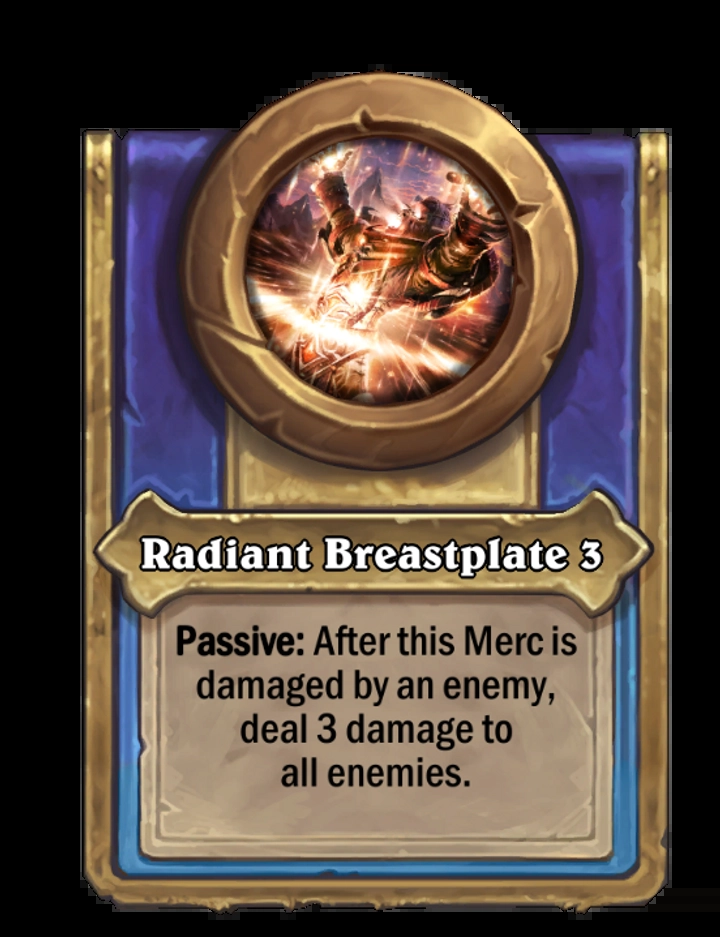 Radiant Breastplate 3
Passive: After this Merc is
damaged by an enemy,
deal 3 damage to
all enemies.